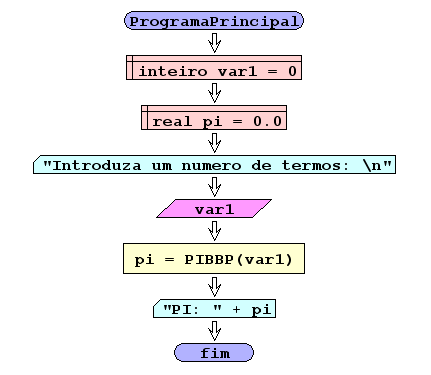 ProgramaPrincipal
inteiro var1 = 0
real pi = 0.0
"Introduza um numero de termos: \n"
var1
pi = PIBBP(var1)
"PI: " + pi
fim